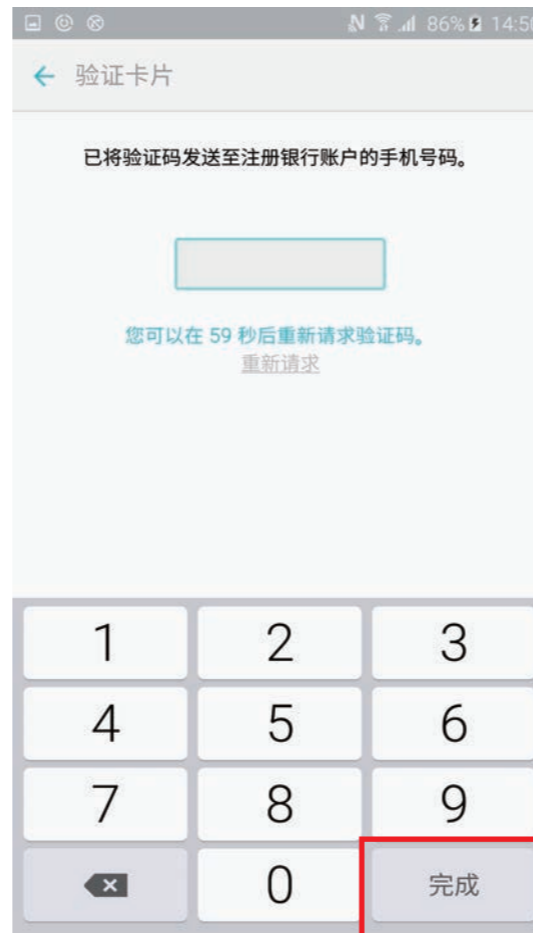 86% 14:50
验证卡片
已将验证码发送至注册银行账户的手机号码。
您可以在 59 秒后重新请求验证码。
重新请求
1 2 3
4 5 6
7 8 9
0 完成